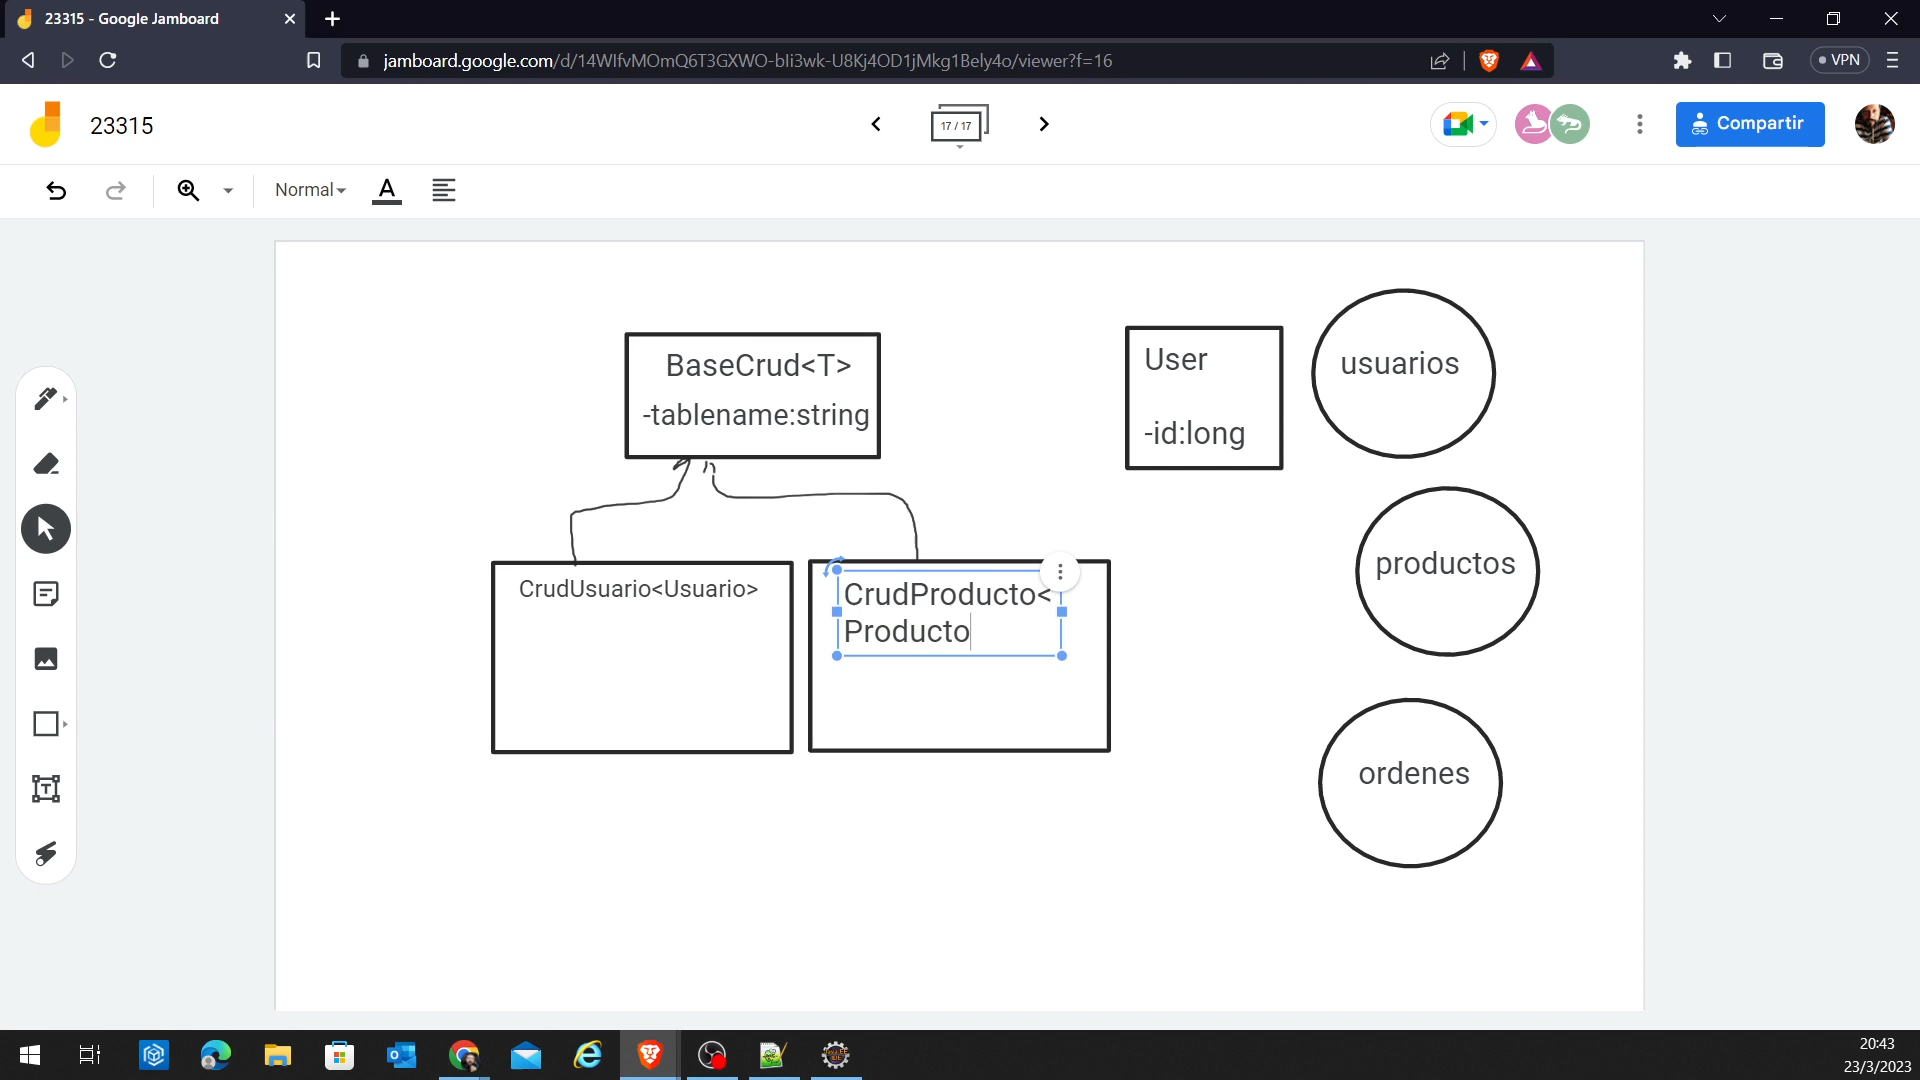 23315 - Google Jamboard
jamboard.google.com/d/14WlfvMOmQ6T3GXWO-bli3wk-U8Kj4OD1jMkg1Bely4o/viewer?f=16
VPN
23315
17 / 17
Compartir
Normal
A
BaseCrud<T>
-tablename:string
User
-id:long
usuarios
productos
ordenes
CrudUsuario<Usuario>
CrudProducto<
Producto
20:43
23/3/2023